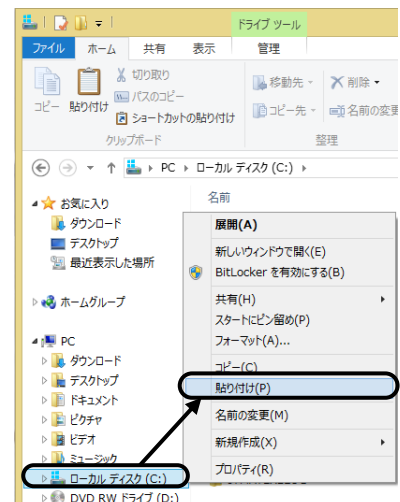 ドライブ ツール
ファイル ホーム 共有 表示 管理
コピー 貼り付け
切り取り
パスのコピー
ショートカットの貼り付け
移動先
コピー先
削除
名前の変更
クリップボード
整理
PC ローカル ディスク (C:)
名前
お気に入り
ダウンロード
デスクトップ
最近表示した場所
ホームグループ
PC
ダウンロード
デスクトップ
ドキュメント
ピクチャ
ビデオ
ミュージック
ローカル ディスク (C:)
DVD RW ドライブ (D:)
展開(A)
新しいウィンドウで開く(E)
BitLocker を有効にする(B)
共有(H)
スタートにピン留め(P)
フォーマット(A)...
コピー(C)
貼り付け(P)
名前の変更(M)
新規作成(X)
プロパティ(R)